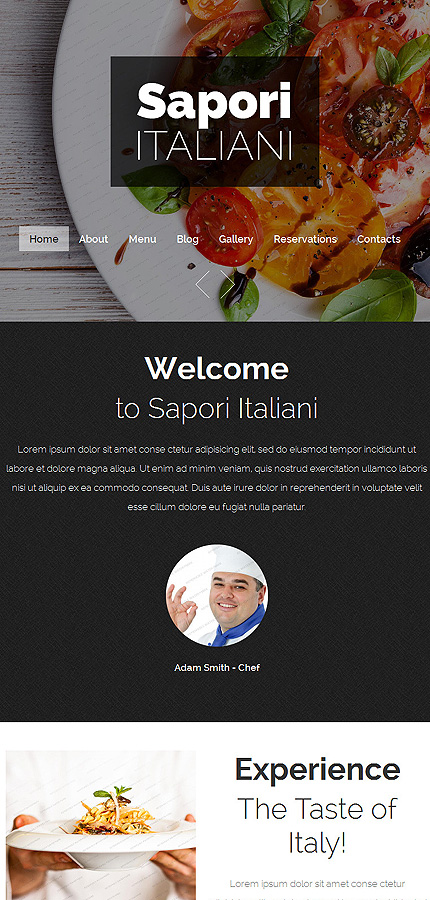 Sapori
ITALIANI
Home About Menu Blog Gallery Reservations Contacts
Welcome
to Sapori Italiani
Lorem ipsum dolor sit amet conse ctetur adipisicing elit, sed do eiusmod tempor incididunt ut
labore et dolore magna aliqua. Ut enim ad minim veniam, quis nostrud exercitation ullamco laboris
nisi ut aliquip ex ea commodo consequat. Duis aute irure dolor in reprehenderit in voluptate velit
esse cillum dolore eu fugiat nulla pariatur.
Adam Smith - Chef
Experience
The Taste of
Italy!
Lorem ipsum dolor sit amet conse ctetur